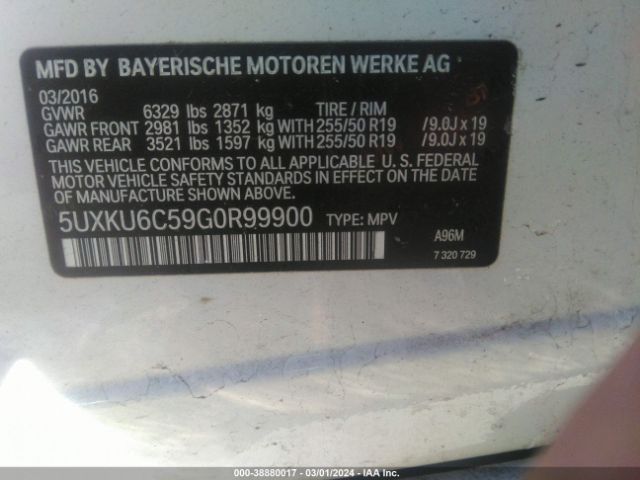 MFD BY BAYERISCHE MOTOREN WERKE AG
03/2016
GVWR 6329 lbs 2871 kg TIRE / RIM
GAWR FRONT 2981 lbs 1352 kg WITH 255/50 R19 /9.0J x 19
GAWR REAR 3521 lbs 1597 kg WITH 255/50 R19 /9.0J x 19
THIS VEHICLE CONFORMS TO ALL APPLICABLE U. S. FEDERAL
MOTOR VEHICLE SAFETY STANDARDS IN EFFECT ON THE DATE
OF MANUFACTURE SHOWN ABOVE.
5UXKU6C59G0R99900 TYPE: MPV
A96M
7 320 729
000-38880017 — 03/01/2024 — IAA Inc.